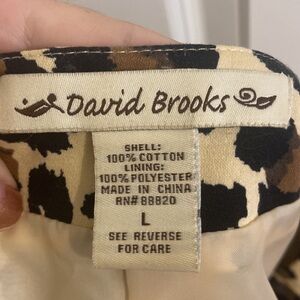 David Brooks
SHELL:
100% COTTON
LINING:
100% POLYESTER
MADE IN CHINA
RN# 88820
L
SEE REVERSE
FOR CARE